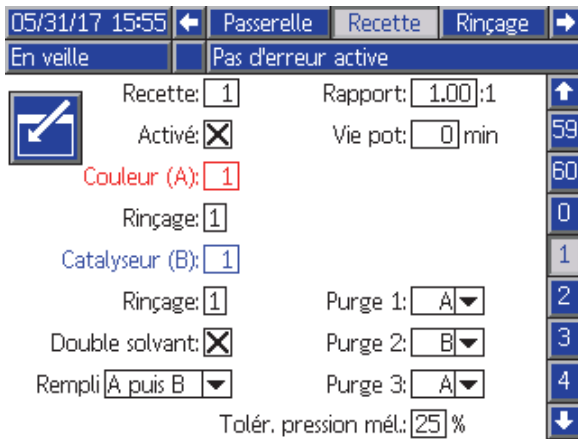 05/31/17 15:55 Passerelle Recette Rinçage
En veille Pas d'erreur active
Recette: 1 Rapport: 1.00 :1
Activé: Vie pot: 0 min
59
Couleur (A): 1
60
Rinçage: 1
0
Catalyseur (B): 1
1
Rinçage: 1 Purge 1: A
2
Double solvant: Purge 2: B
3
Rempli A puis B Purge 3: A
4
Tolér. pression mél.: 25 %